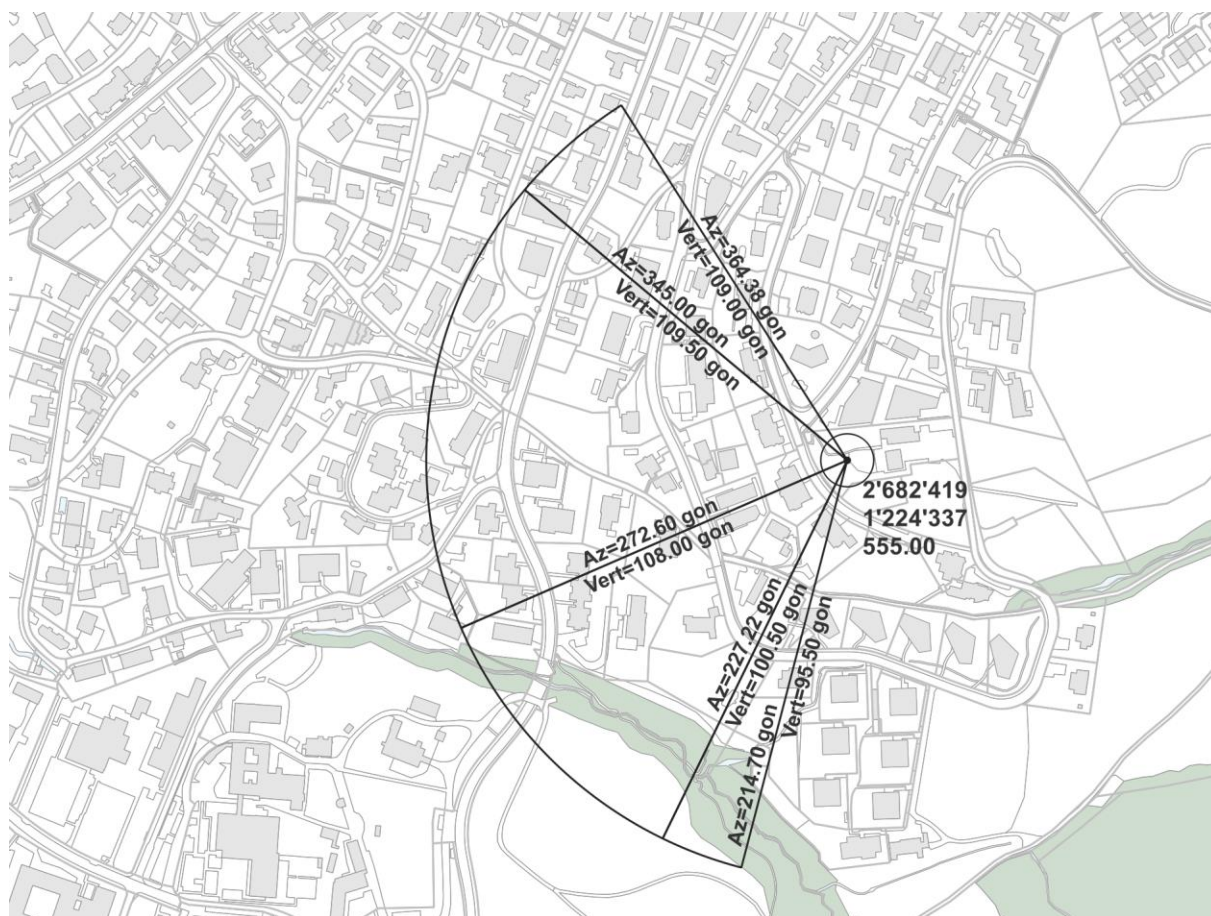 Az=364.38 gon
Vert=109.00 gon
Az=345.00 gon
Vert=109.50 gon
2'682'419
1'224'337
555.00
Az=272.60 gon
Vert=108.00 gon
Az=227.22 gon
Vert=100.50 gon
Az=214.70 gon
Vert=95.50 gon